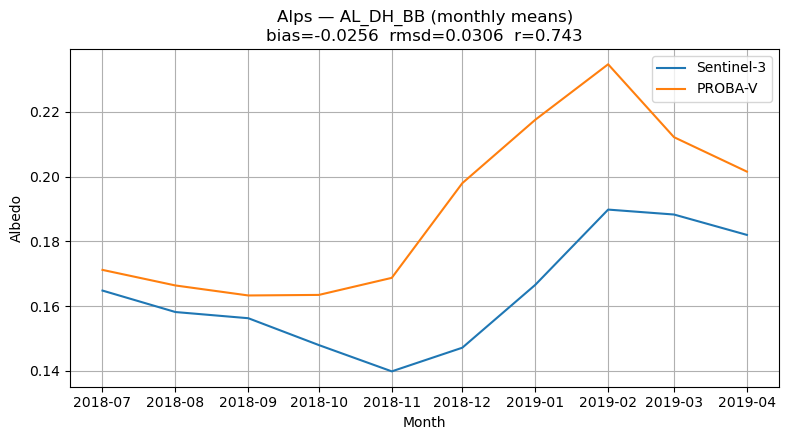 Alps — AL_DH_BB (monthly means)
bias=-0.0256  rmsd=0.0306  r=0.743
Sentinel-3
PROBA-V
0.22
0.20
0.18
0.16
0.14
Albedo
2018-07 2018-08 2018-09 2018-10 2018-11 2018-12 2019-01 2019-02 2019-03 2019-04
Month